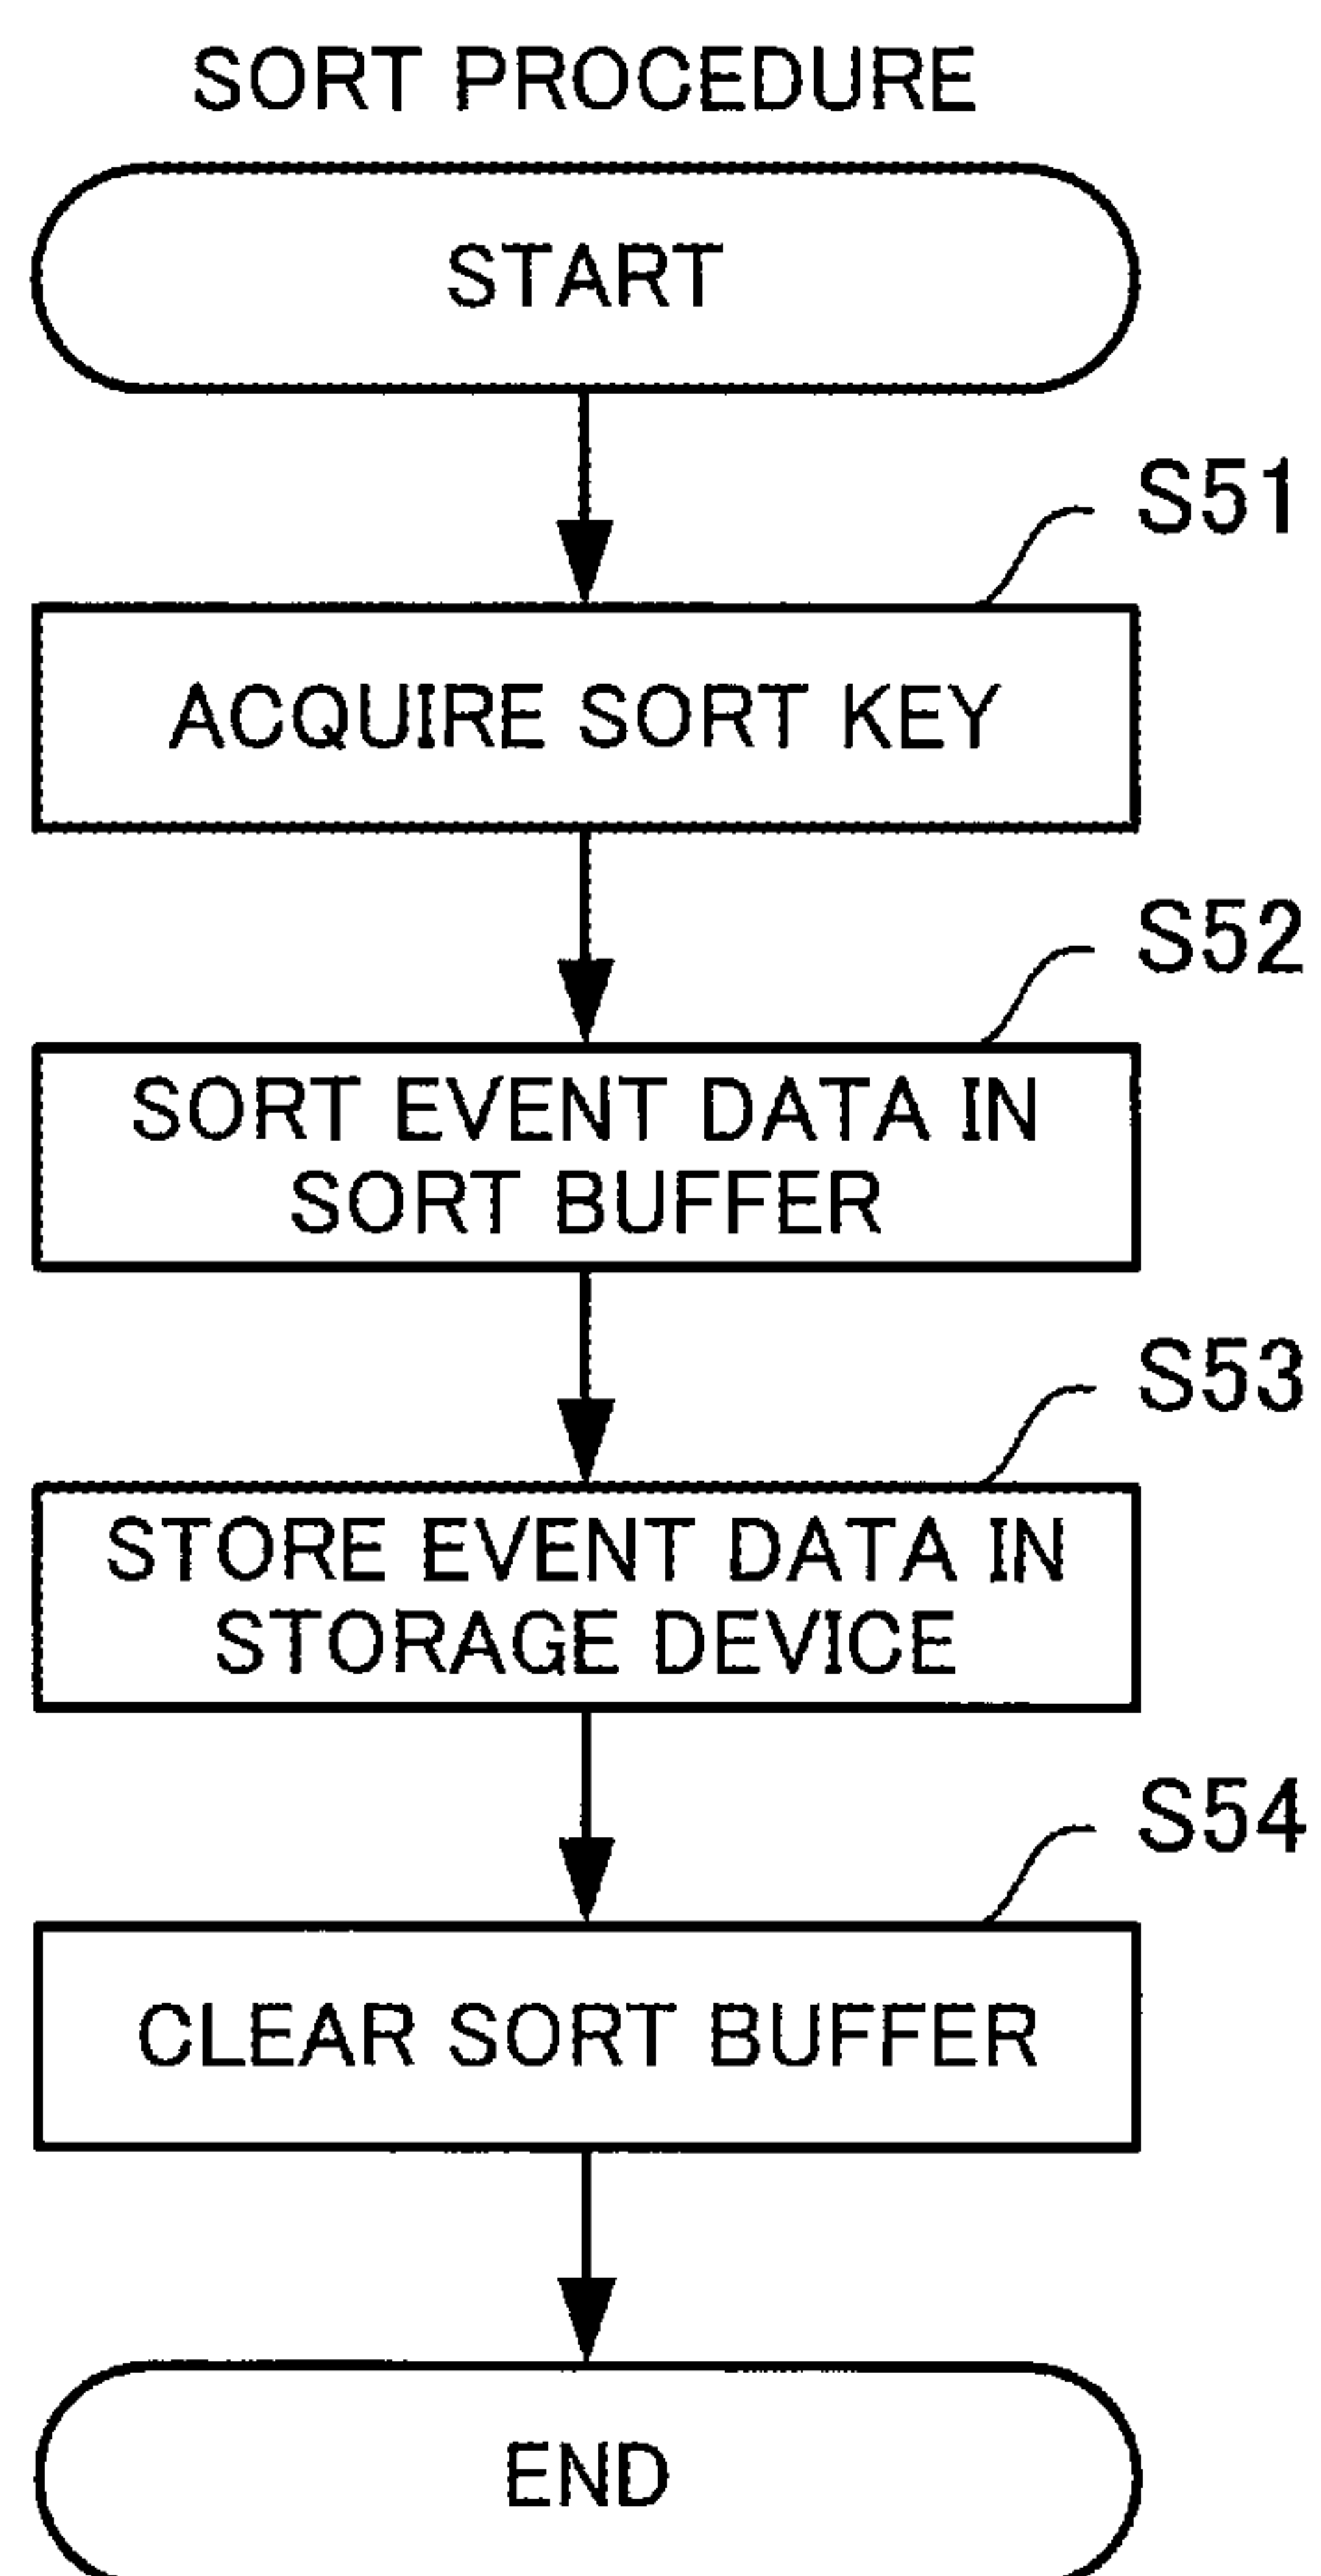 SORT PROCEDURE
START
S51
ACQUIRE SORT KEY
S52
SORT EVENT DATA IN
SORT BUFFER
S53
STORE EVENT DATA IN
STORAGE DEVICE
S54
CLEAR SORT BUFFER
END